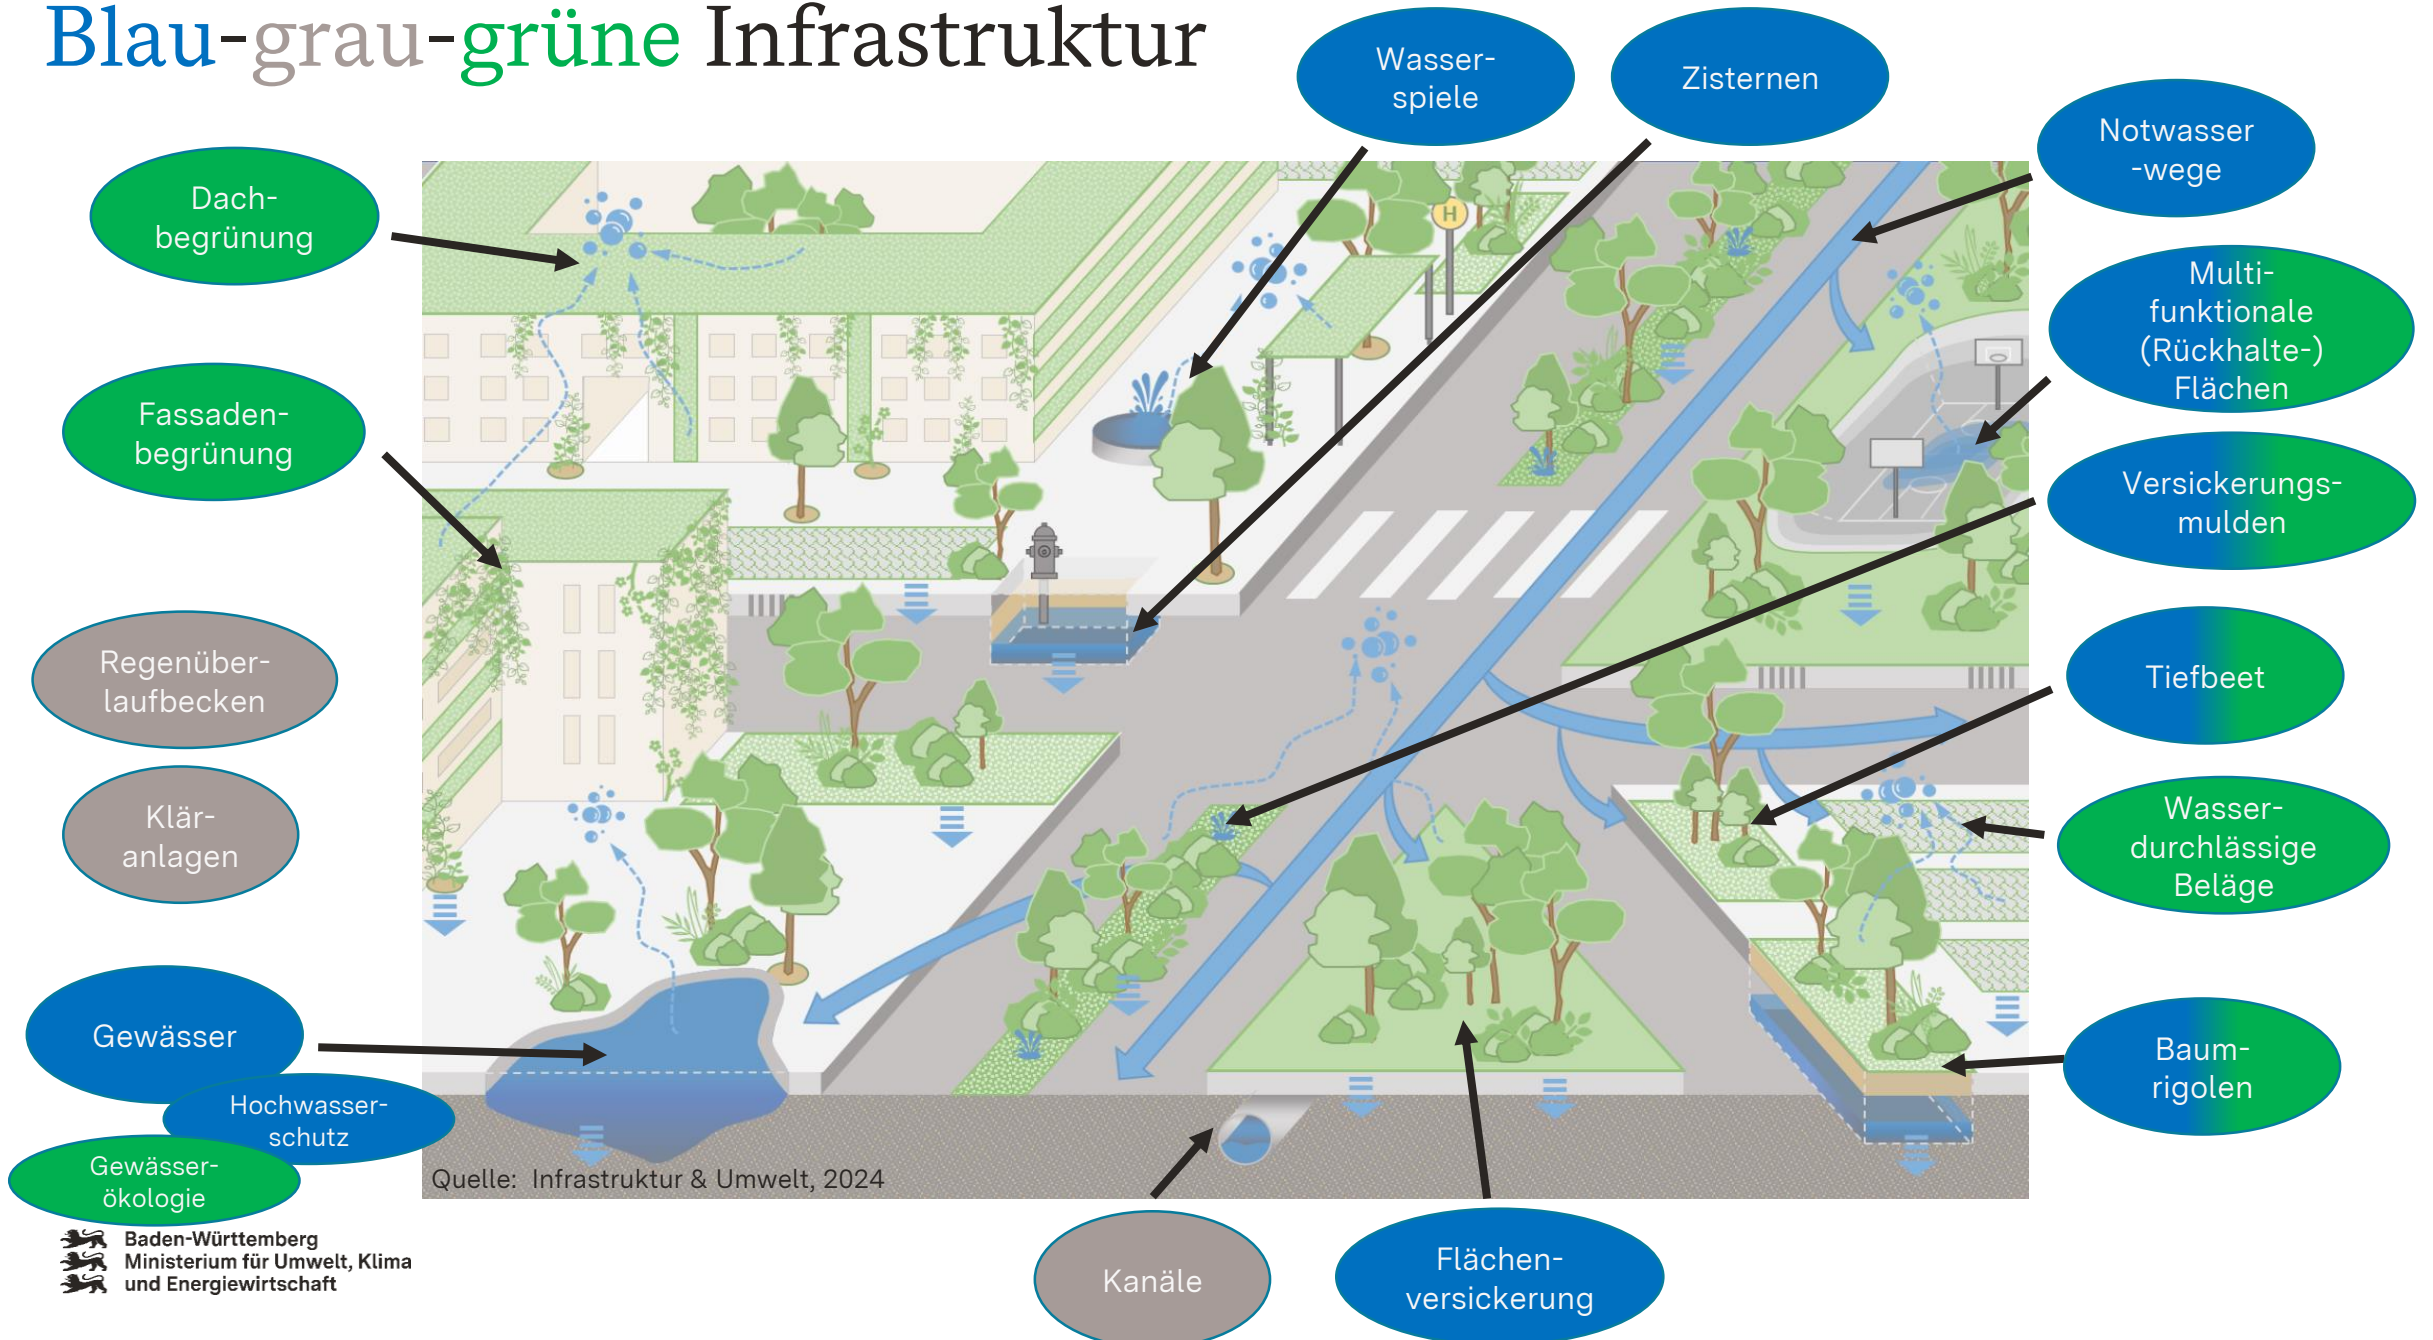 Blau-grau-grüne Infrastruktur
Wasser-
spiele
Zisternen
Notwasser
-wege
Dach-
begrünung
H
Multi-
funktionale
(Rückhalte-)
Flächen
Fassaden-
begrünung
Versickerungs-
mulden
Regenüber-
laufbecken
Tiefbeet
Klär-
anlagen
Wasser-
durchlässige
Beläge
Gewässer
Baum-
rigolen
Hochwasser-
schutz
Gewässer-
ökologie
Quelle: Infrastruktur & Umwelt, 2024
Baden-Württemberg
Ministerium für Umwelt, Klima
und Energiewirtschaft
Kanäle
Flächen-
versickerung